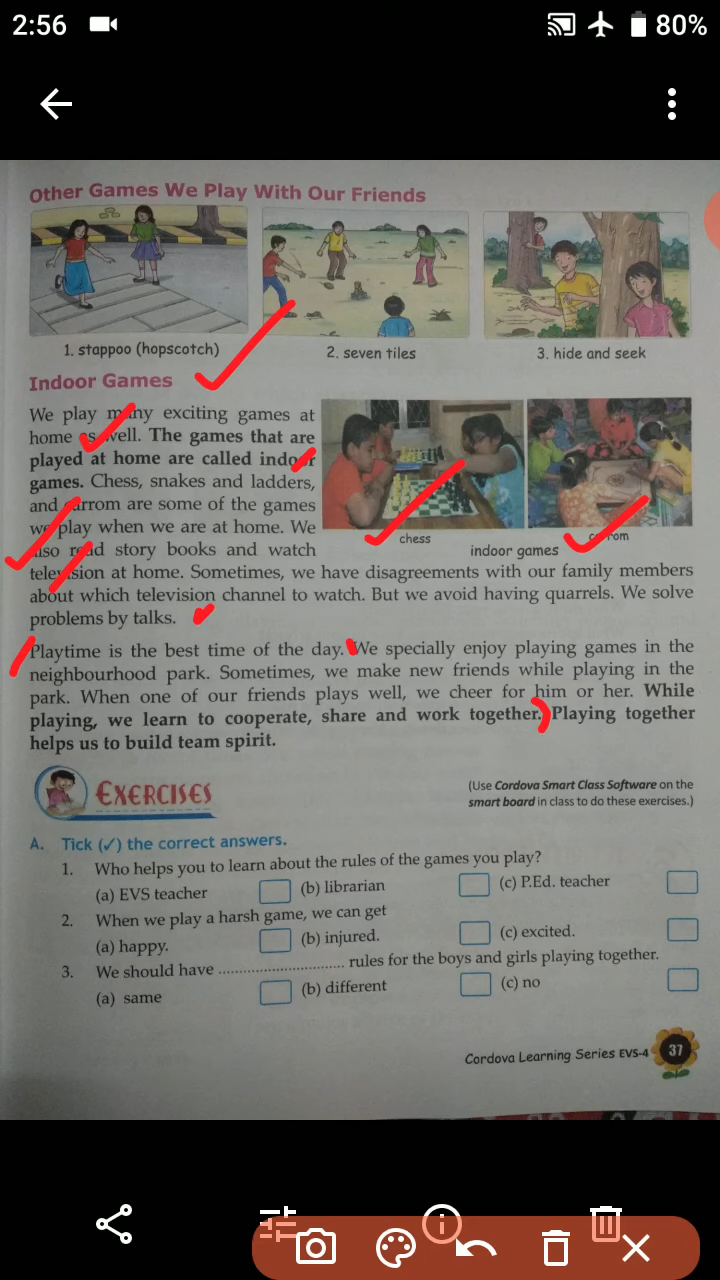 2:56
80%
Other Games We Play With Our Friends
1. stappoo (hopscotch)
2. seven tiles
3. hide and seek
Indoor Games
We play many exciting games at
home as well. The games that are
played at home are called indoor
games. Chess, snakes and ladders,
and carrom are some of the games
we play when we are at home. We
also read story books and watch
chess
carrom
indoor games
television at home. Sometimes, we have disagreements with our family members
about which television channel to watch. But we avoid having quarrels. We solve
problems by talks.
Playtime is the best time of the day. We specially enjoy playing games in the
neighbourhood park. Sometimes, we make new friends while playing in the
park. When one of our friends plays well, we cheer for him or her. While
playing, we learn to cooperate, share and work together. Playing together
helps us to build team spirit.
EXERCISES
(Use Cordova Smart Class Software on the
smart board in class to do these exercises.)
A. Tick (✓) the correct answers.
1. Who helps you to learn about the rules of the games you play?
(a) EVS teacher (b) librarian (c) P.Ed. teacher
2. When we play a harsh game, we can get
(a) happy. (b) injured. (c) excited.
3. We should have ............................ rules for the boys and girls playing together.
(a) same (b) different (c) no
Cordova Learning Series EVS-4 37